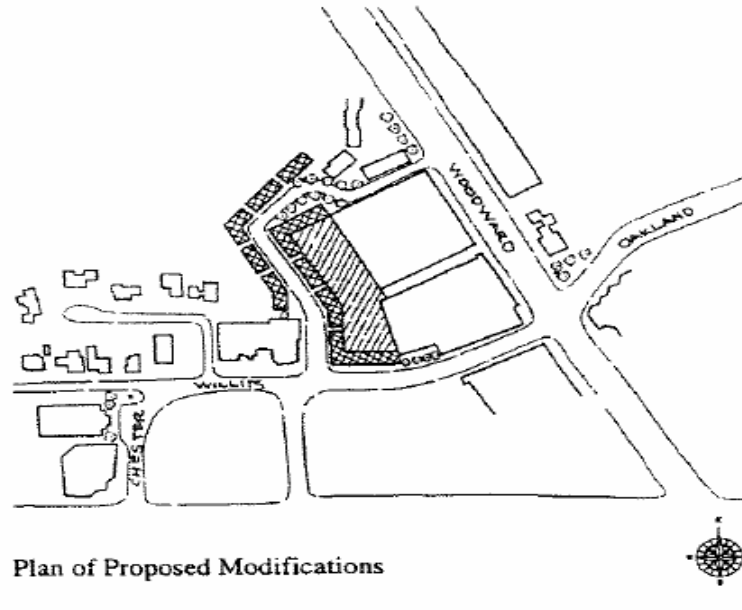 WOODWARD
OAKLAND
WILLITS
CHESTER
Plan of Proposed Modifications